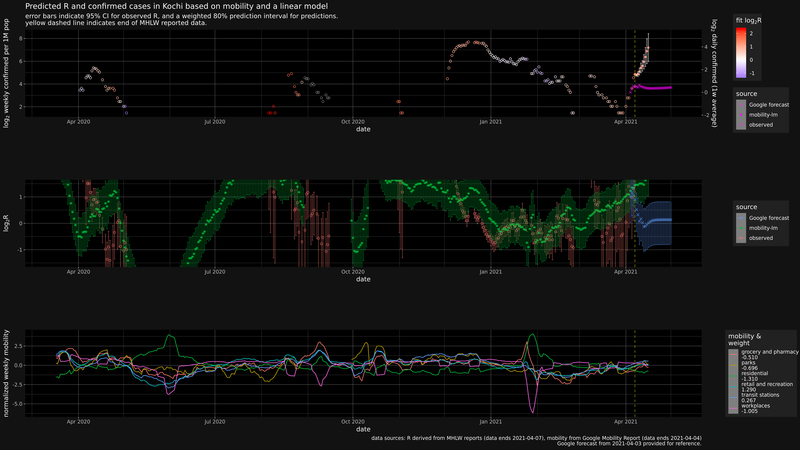 Predicted R and confirmed cases in Kochi based on mobility and a linear model
error bars indicate 95% CI for observed R, and a weighted 80% prediction interval for predictions.
yellow dashed line indicates end of MHLW reported data.
log₂ weekly confirmed per 1M pop
8
6
4
2
4
2
0
-2
log₂ daily confirmed (1w average)
Apr 2020
Jul 2020
Oct 2020
Jan 2021
Apr 2021
date
fit log₂R
2
1
0
-1
source
Google forecast
mobility-lm
observed
log₂R
1
0
-1
Apr 2020
Jul 2020
Oct 2020
Jan 2021
Apr 2021
date
source
Google forecast
mobility-lm
observed
normalized weekly mobility
2.5
0.0
-2.5
-5.0
Apr 2020
Jul 2020
Oct 2020
Jan 2021
Apr 2021
date
mobility &
weight
grocery and pharmacy
-0.510
parks
-0.696
residential
-1.310
retail and recreation
1.290
transit stations
0.267
workplaces
-1.005
data sources: R derived from MHLW reports (data ends 2021-04-07), mobility from Google Mobility Report (data ends 2021-04-04)
Google forecast from 2021-04-03 provided for reference.